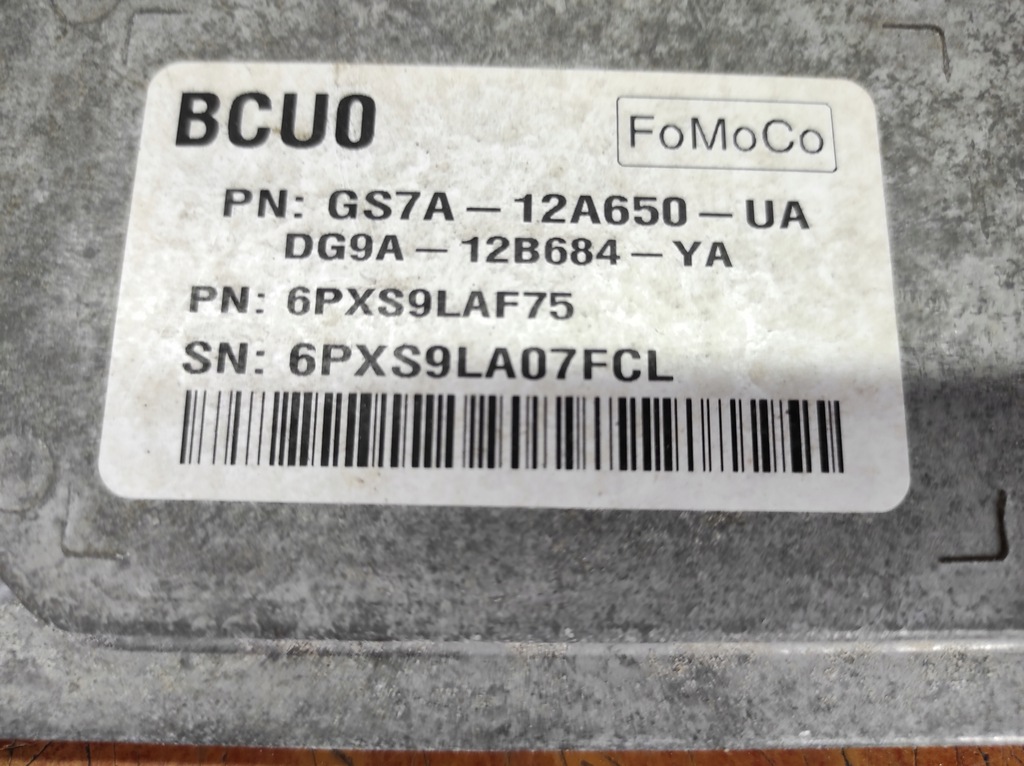 BCU0
FoMoCo
PN: GS7A-12A650-UA
DG9A-12B684-YA
PN: 6PXS9LAF75
SN: 6PXS9LA07FCL